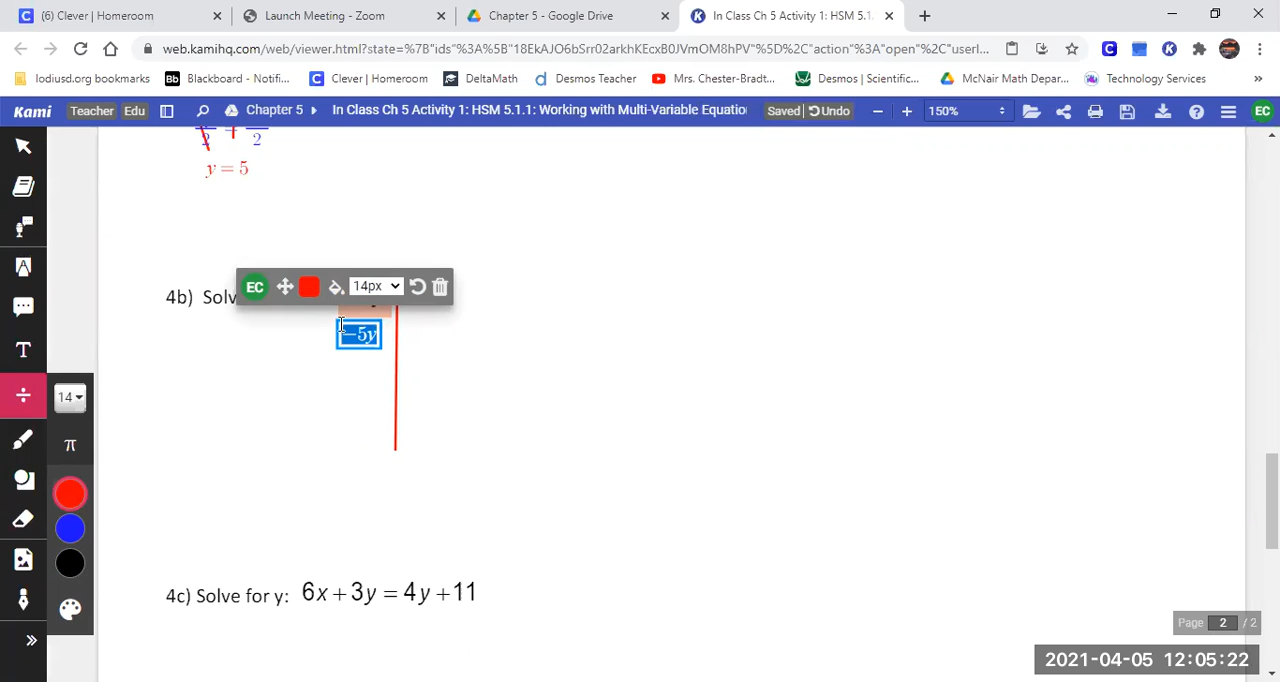 (6) Clever | Homeroom
Launch Meeting - Zoom
Chapter 5 - Google Drive
In Class Ch 5 Activity 1: HSM 5.1.
web.kamihq.com/web/viewer.html?state=%7B"ids"%3A%5B"18EkAJO6bSrr02arkhKEcxB0JVmOM8hPV"%5D%2C"action"%3A"open"%2C"userI...
lodiusd.org bookmarks
Bb Blackboard - Notifi...
Clever | Homeroom
DeltaMath
Desmos Teacher
Mrs. Chester-Bradt...
Desmos | Scientific...
McNair Math Depar...
Technology Services
»
Kami Teacher Edu Chapter 5 In Class Ch 5 Activity 1: HSM 5.1.1: Working with Multi-Variable Equatio Saved Undo − + 150% EC
2 2
y = 5
EC 14px
4b) Solv
−5y
14
π
4c) Solve for y: 6x + 3y = 4y + 11
Page 2 / 2
2021-04-05 12:05:22